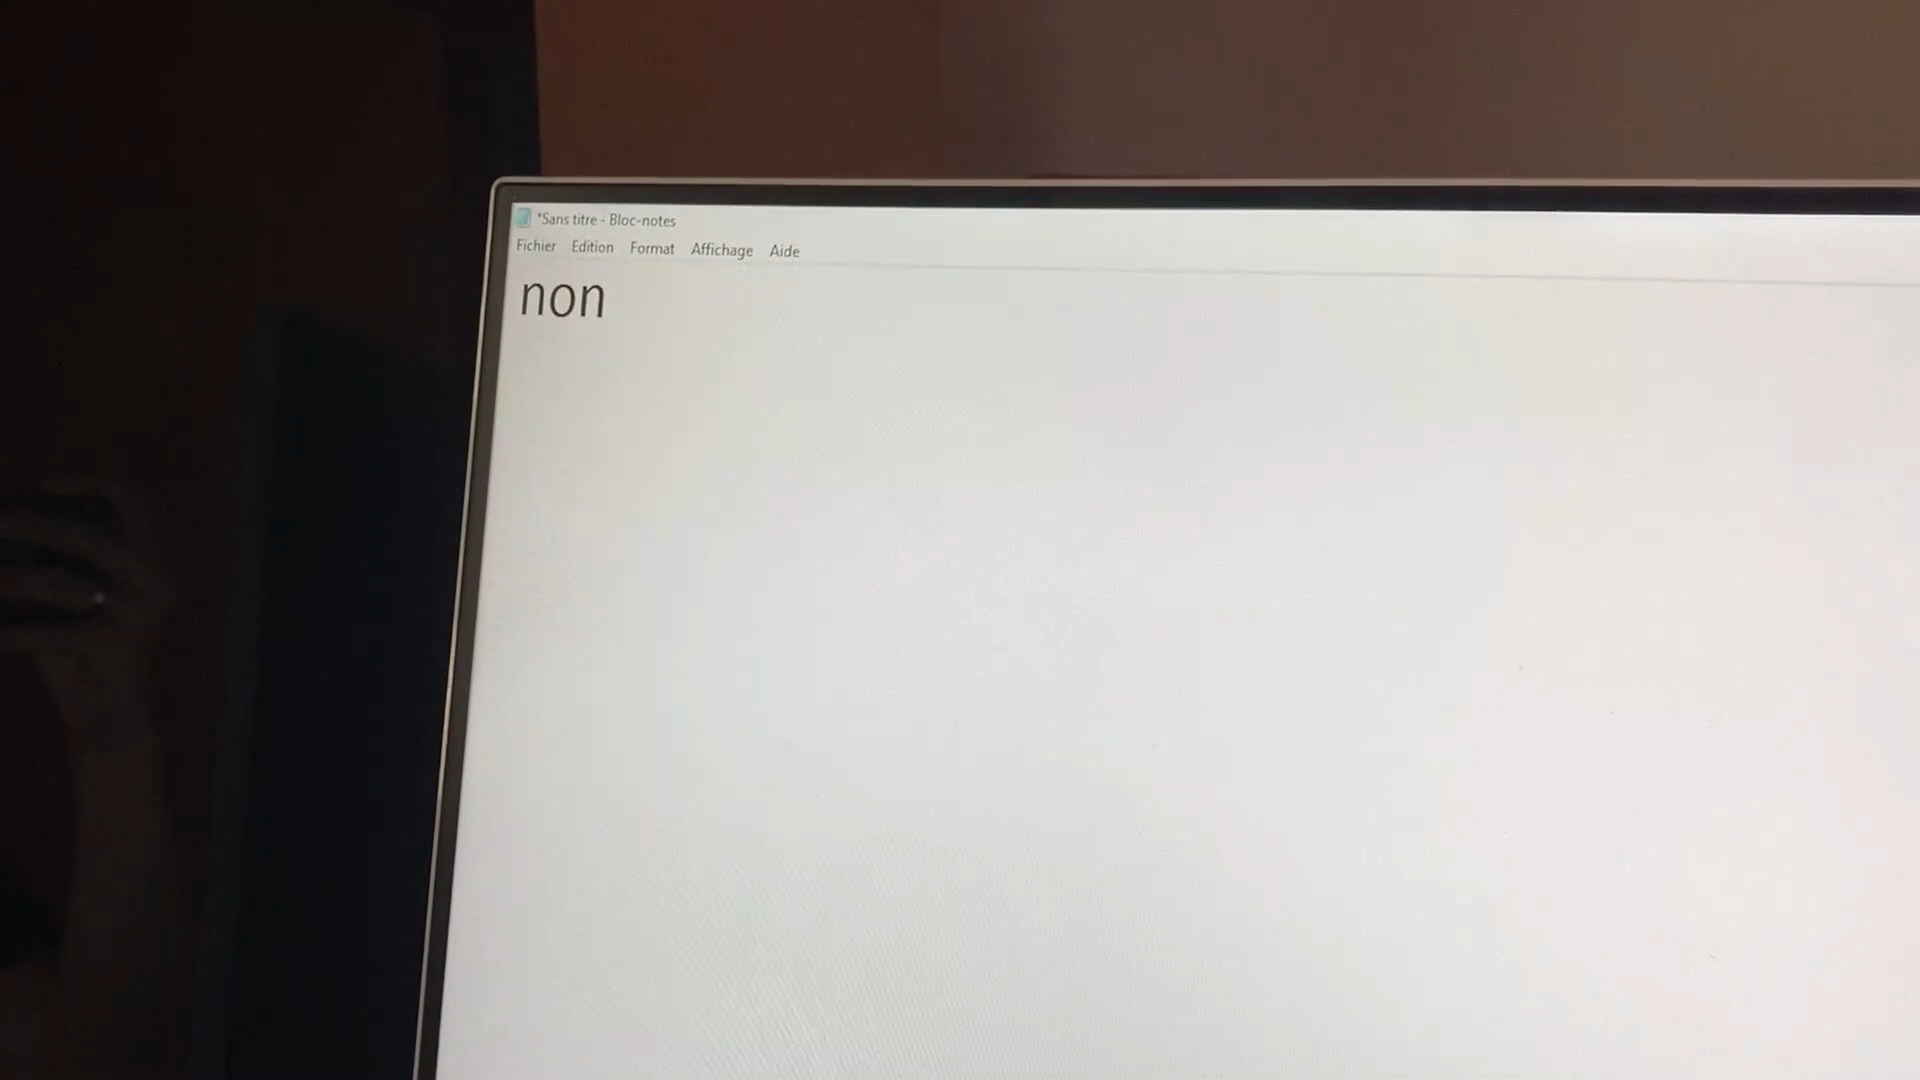 *Sans titre - Bloc-notes
Fichier Edition Format Affichage Aide
non